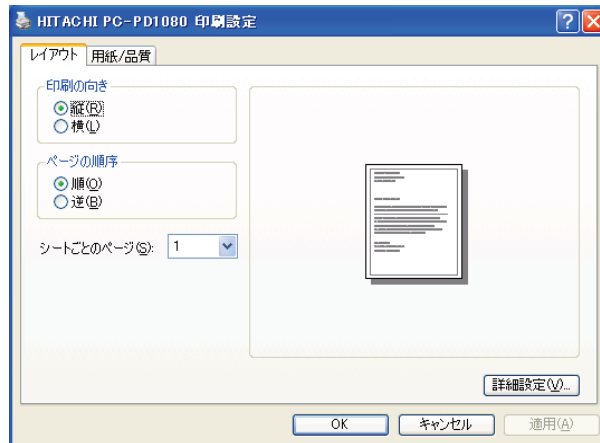 HITACHI PC-PD1080 印刷設定
レイアウト 用紙/品質
印刷の向き
縦(R)
横(L)
ページの順序
順(O)
逆(B)
シートごとのページ(S): 1
詳細設定(V)...
OK キャンセル 適用(A)